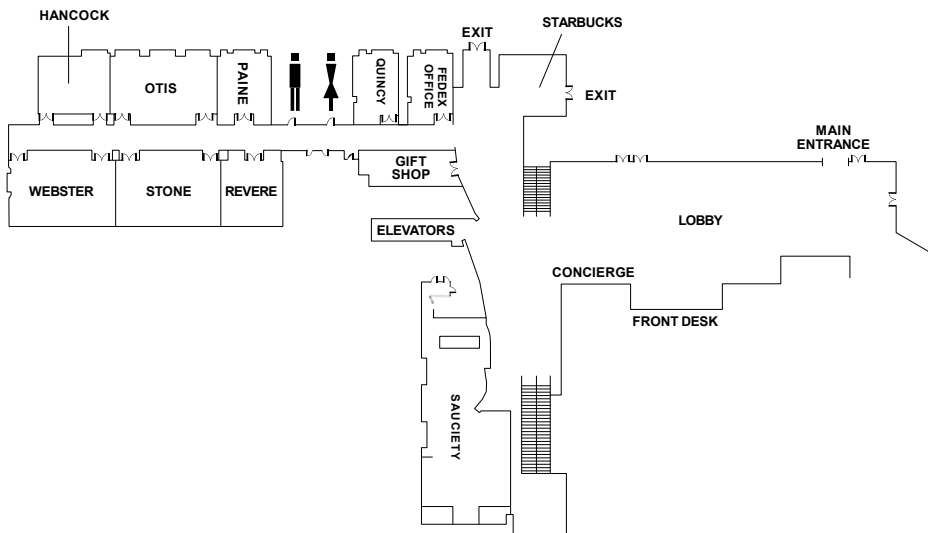 HANCOCK
STARBUCKS
EXIT
OTIS
PAINE
QUINCY
FEDEX
OFFICE
EXIT
MAIN
ENTRANCE
WEBSTER
STONE
REVERE
GIFT
SHOP
LOBBY
ELEVATORS
CONCIERGE
FRONT DESK
SAUCIETY